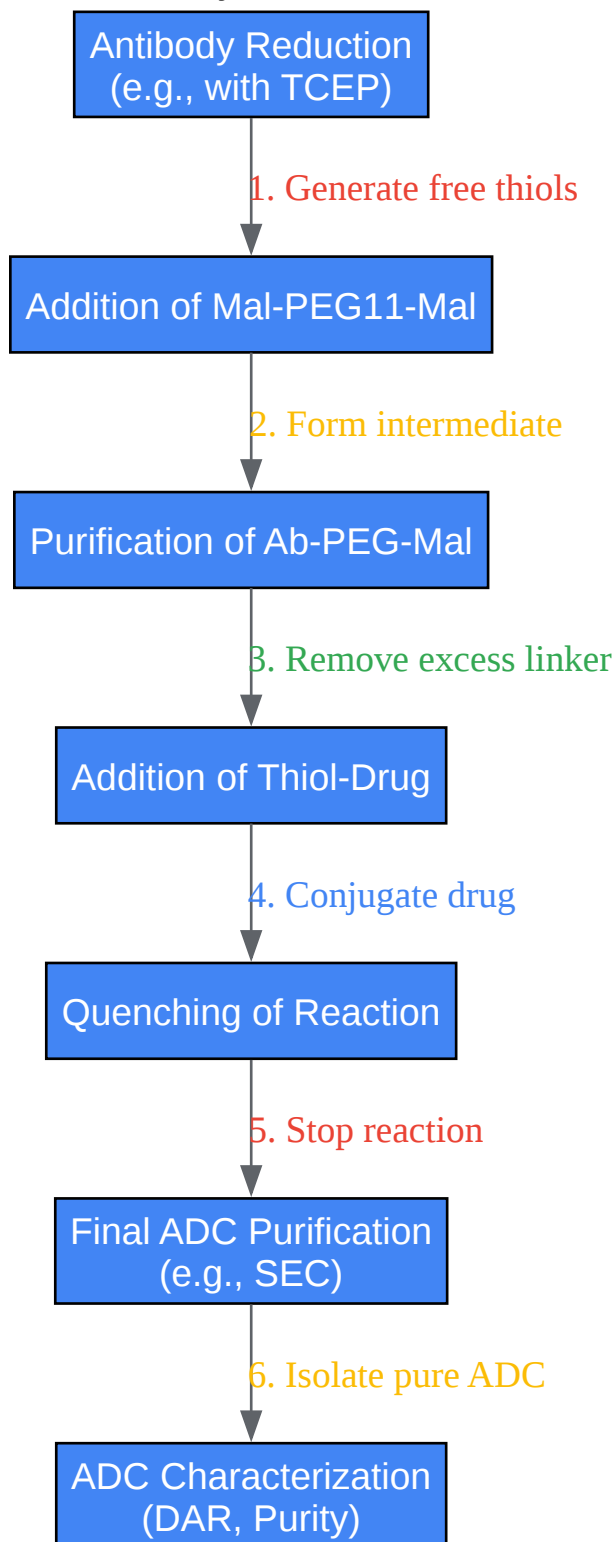 Antibody Reduction
(e.g., with TCEP)
1. Generate free thiols
Addition of Mal-PEG11-Mal
2. Form intermediate
Purification of Ab-PEG-Mal
3. Remove excess linker
Addition of Thiol-Drug
4. Conjugate drug
Quenching of Reaction
5. Stop reaction
Final ADC Purification
(e.g., SEC)
6. Isolate pure ADC
ADC Characterization
(DAR, Purity)